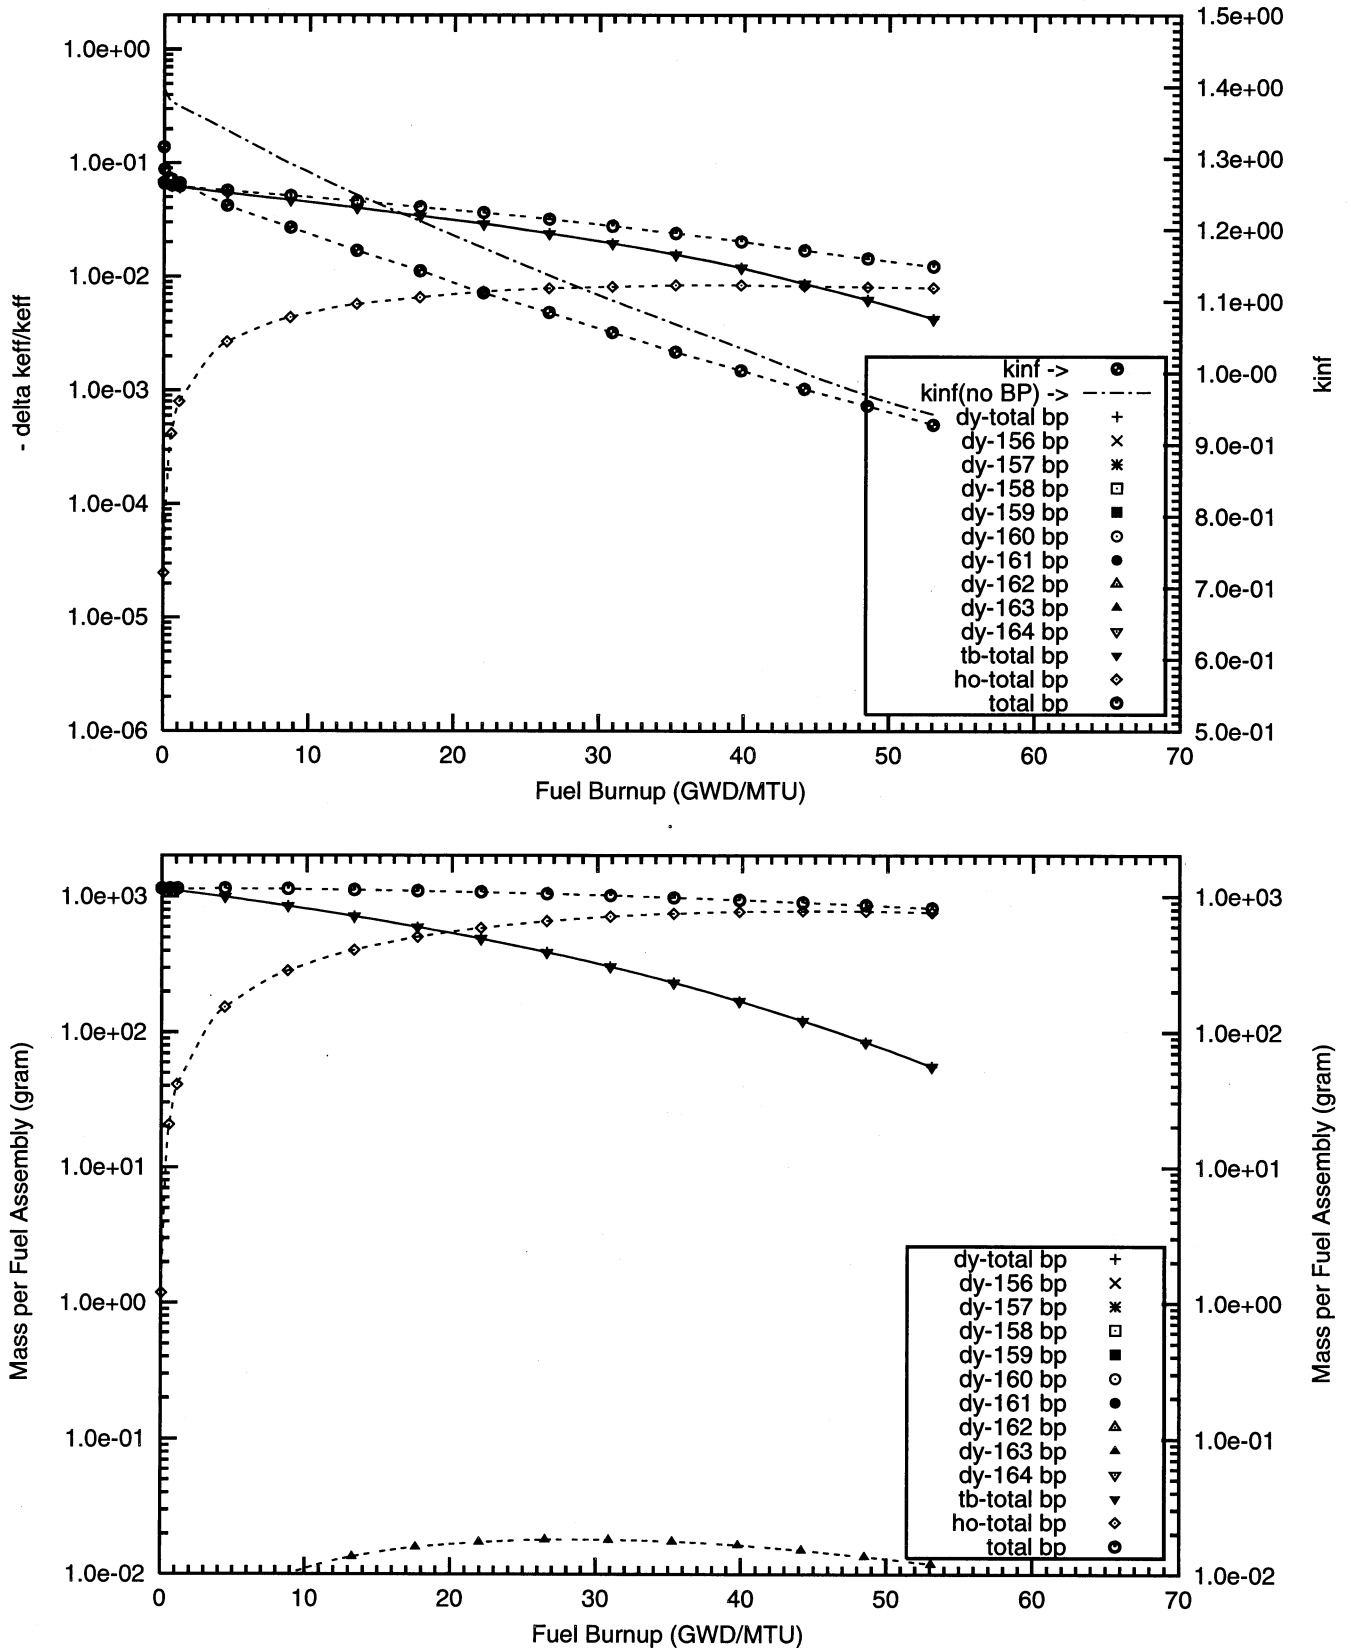 1.0e+00
1.0e-01
1.0e-02
1.0e-03
1.0e-04
1.0e-05
1.0e-06
- delta keff/keff
1.5e+00
1.4e+00
1.3e+00
1.2e+00
1.1e+00
1.0e-00
9.0e-01
8.0e-01
7.0e-01
6.0e-01
5.0e-01
kinf
kinf ->
kinf(no BP) ->
dy-total bp
dy-156 bp
dy-157 bp
dy-158 bp
dy-159 bp
dy-160 bp
dy-161 bp
dy-162 bp
dy-163 bp
dy-164 bp
tb-total bp
ho-total bp
total bp
0 10 20 30 40 50 60 70
Fuel Burnup (GWD/MTU)
1.0e+03
1.0e+02
1.0e+01
1.0e+00
1.0e-01
1.0e-02
Mass per Fuel Assembly (gram)
1.0e+03
1.0e+02
1.0e+01
1.0e+00
1.0e-01
1.0e-02
Mass per Fuel Assembly (gram)
dy-total bp
dy-156 bp
dy-157 bp
dy-158 bp
dy-159 bp
dy-160 bp
dy-161 bp
dy-162 bp
dy-163 bp
dy-164 bp
tb-total bp
ho-total bp
total bp
0 10 20 30 40 50 60 70
Fuel Burnup (GWD/MTU)